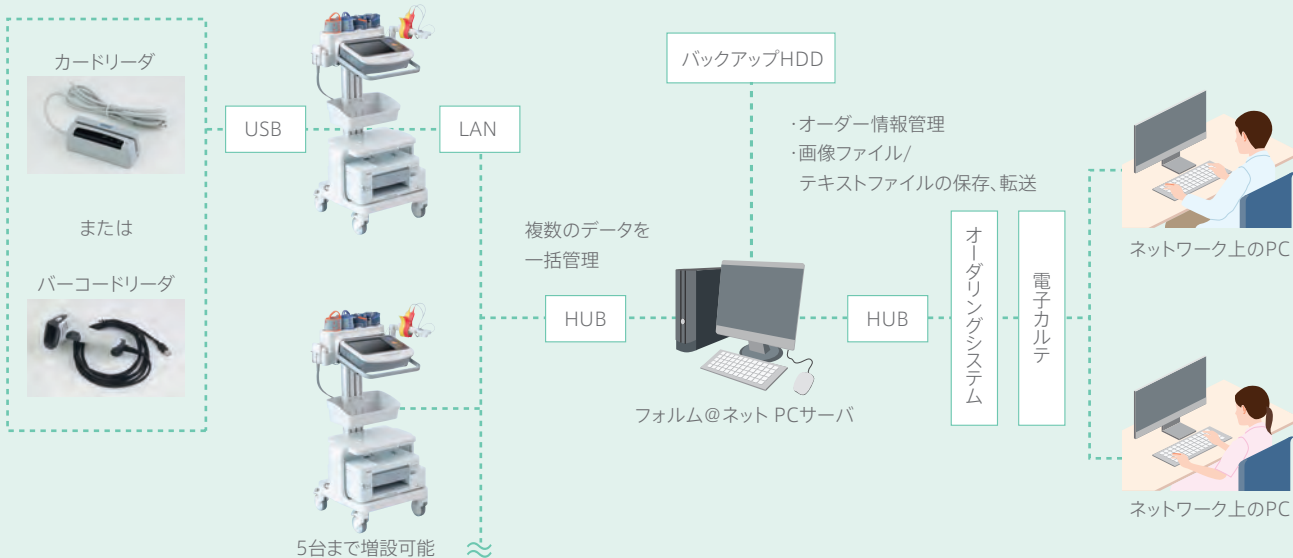 カードリーダ
または
バーコードリーダ
USB
LAN
5台まで増設可能
複数のデータを
一括管理
HUB
バックアップHDD
・オーダー情報管理
・画像ファイル/
テキストファイルの保存、転送
フォルム@ネット PCサーバ
HUB
オーダリングシステム
電子カルテ
ネットワーク上のPC
ネットワーク上のPC